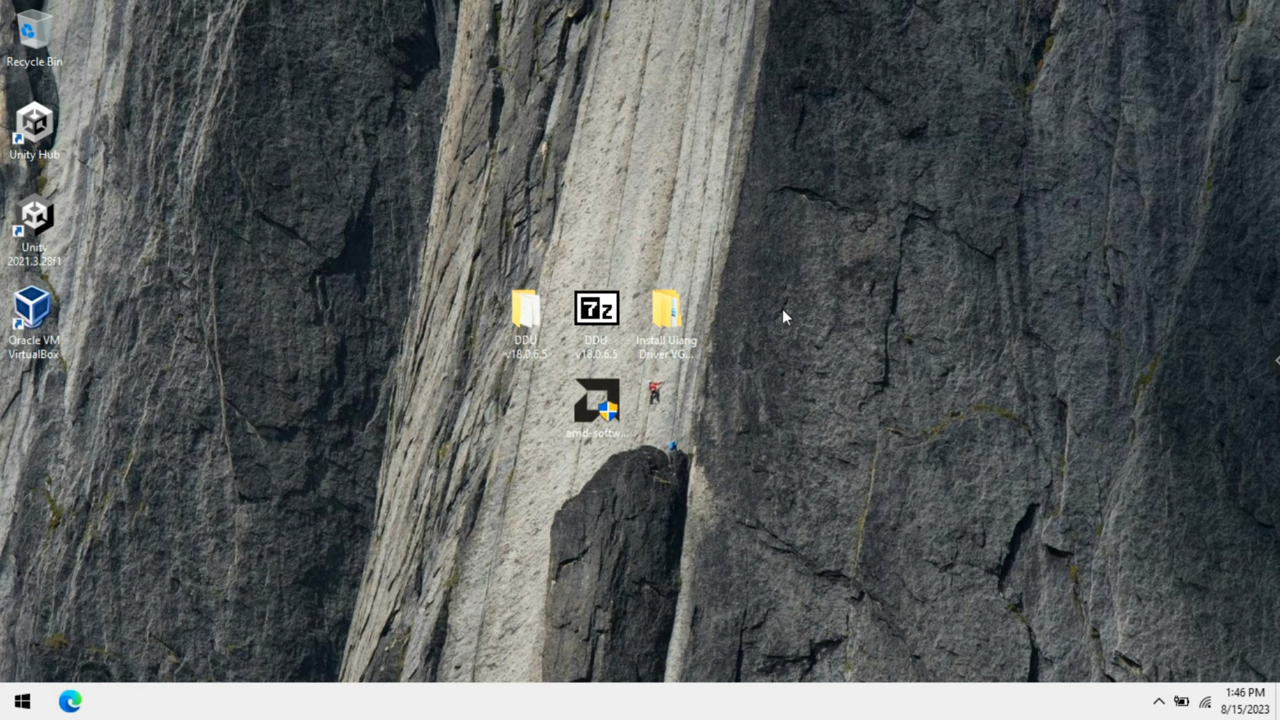 Recycle Bin
Unity Hub
Unity
2021.3.28f1
Oracle VM
VirtualBox
DDU
v18.0.6.5
7z
DDU
v18.0.6.5
Install Ulang
Driver VG...
amd-softw...
1:46 PM
8/15/2023